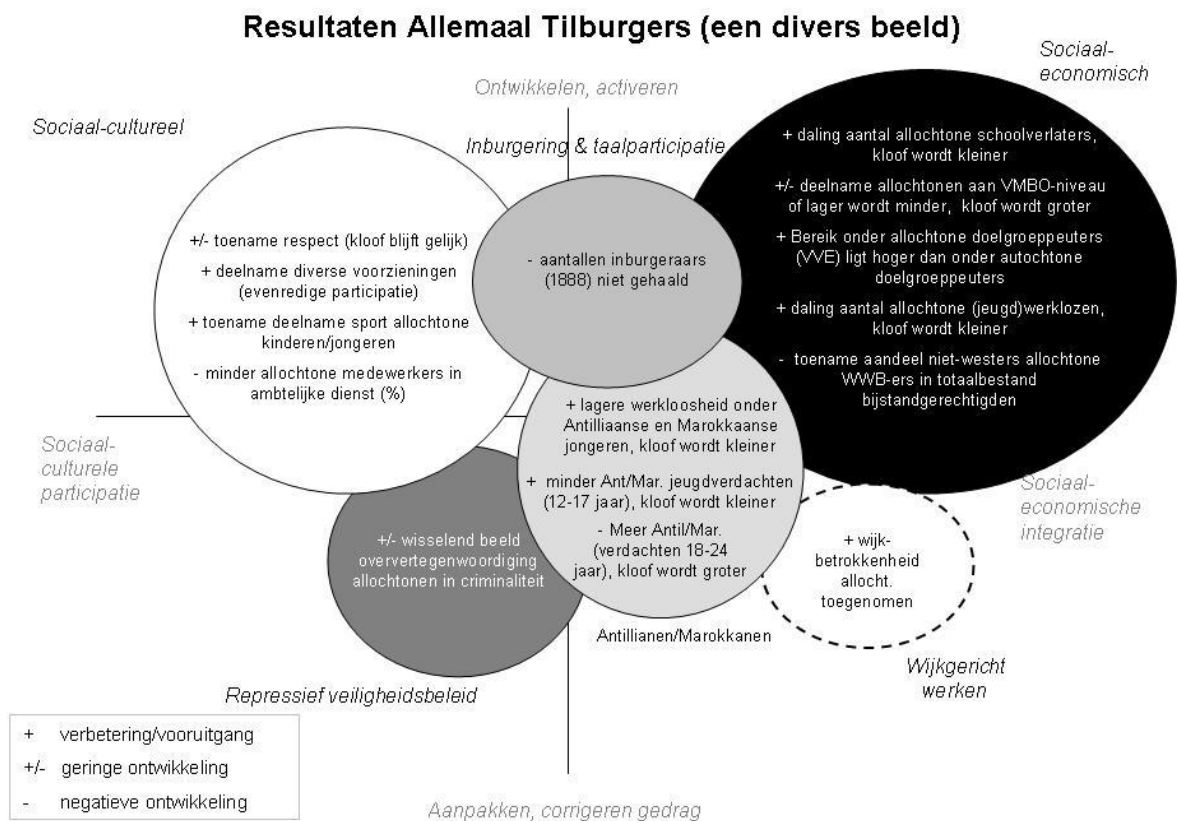 Resultaten Allemaal Tilburgers (een divers beeld)
Sociaal-
economisch
Ontwikkelen, activeren
Sociaal-cultureel
Inburgering & taalparticipatie
+ daling aantal allochtone schoolverlaters,
kloof wordt kleiner
+/- deelname allochtonen aan VMBO-niveau
of lager wordt minder, kloof wordt groter
+ Bereik onder allochtone doelgroeppeuters
(VVE) ligt hoger dan onder autochtone
doelgroeppeuters
+ daling aantal allochtone (jeugd)werklozen,
kloof wordt kleiner
- toename aandeel niet-westers allochtone
WWB-ers in totaalbestand
bijstandgerechtigden
+/- toename respect (kloof blijft gelijk)
+ deelname diverse voorzieningen
(evenredige participatie)
+ toename deelname sport allochtone
kinderen/jongeren
- minder allochtone medewerkers in
ambtelijke dienst (%)
- aantallen inburgeraars
(1888) niet gehaald
+ lagere werkloosheid onder
Antilliaanse en Marokkaanse
jongeren, kloof wordt kleiner
+ minder Ant/Mar. jeugdverdachten
(12-17 jaar), kloof wordt kleiner
- Meer Antil/Mar.
(verdachten 18-24
jaar), kloof wordt groter
Sociaal-
culturele
participatie
Sociaal-
economische
integratie
+/- wisselend beeld
oververtegenwoordiging
allochtonen in criminaliteit
+ wijk-
betrokkenheid
allocht.
toegenomen
Antillianen/Marokkanen
Wijkgericht
werken
Repressief veiligheidsbeleid
+ verbetering/vooruitgang
+/- geringe ontwikkeling
- negatieve ontwikkeling
Aanpakken, corrigeren gedrag